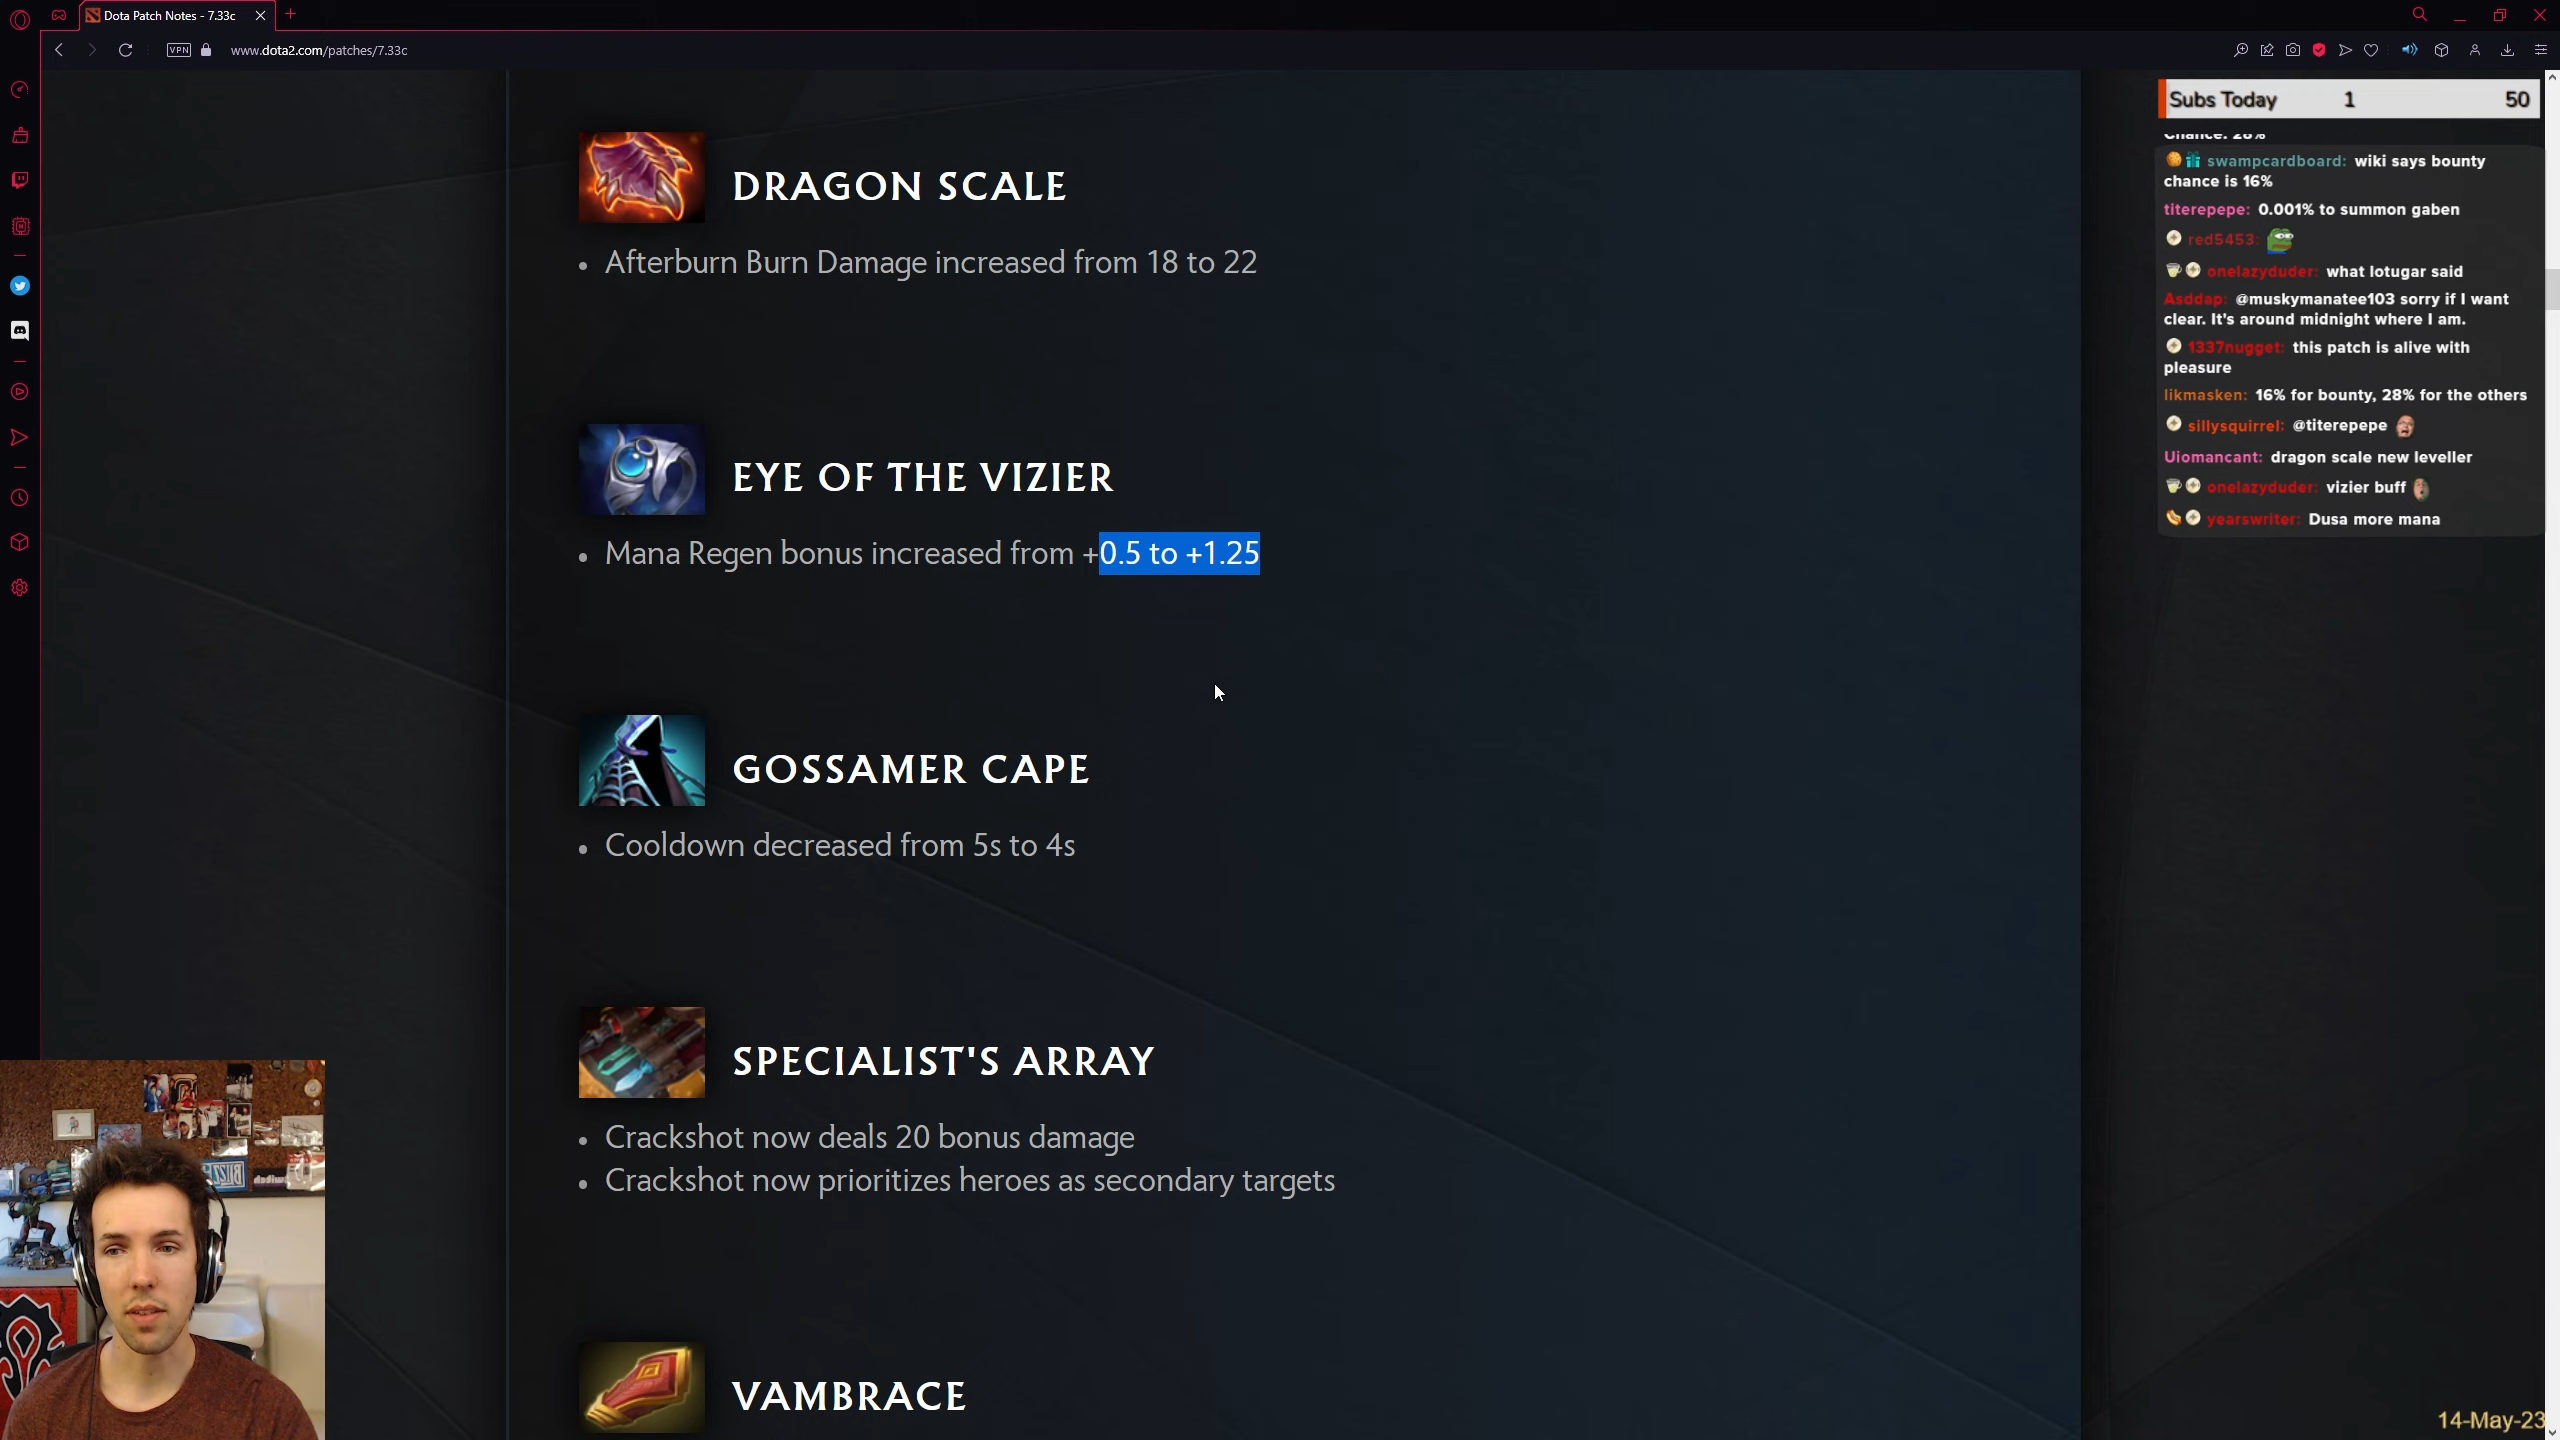 Dota Patch Notes - 7.33c
VPN
www.dota2.com/patches/7.33c
DRAGON SCALE
• Afterburn Burn Damage increased from 18 to 22
EYE OF THE VIZIER
• Mana Regen bonus increased from +0.5 to +1.25
GOSSAMER CAPE
• Cooldown decreased from 5s to 4s
SPECIALIST'S ARRAY
• Crackshot now deals 20 bonus damage
• Crackshot now prioritizes heroes as secondary targets
VAMBRACE
Subs Today 1 50
Chance: 28%
swampcardboard: wiki says bounty
chance is 16%
titerepepe: 0.001% to summon gaben
red5453:
onelazyduder: what lotugar said
Asddap: @muskymanatee103 sorry if I want
clear. It's around midnight where I am.
1337nugget: this patch is alive with
pleasure
likmasken: 16% for bounty, 28% for the others
sillysquirrel: @titerepepe
Uiomancant: dragon scale new leveller
onelazyduder: vizier buff
yearswriter: Dusa more mana
14-May-23